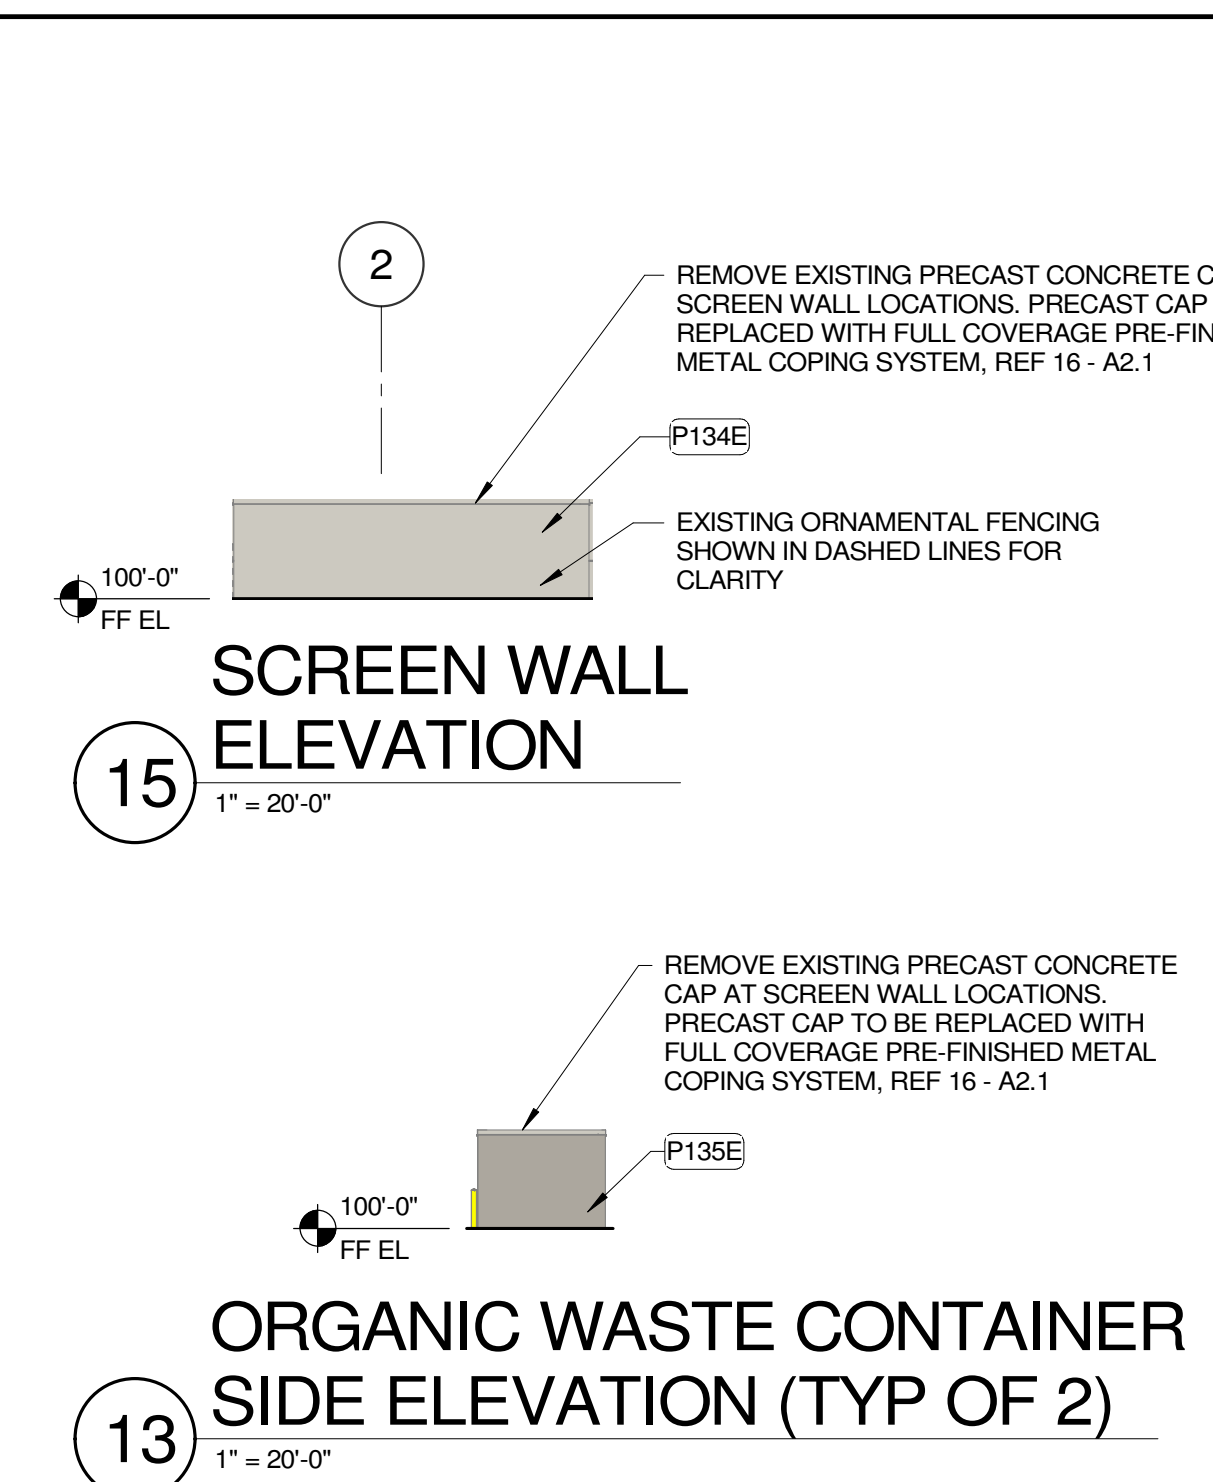 2
REMOVE EXISTING PRECAST CONCRETE C
SCREEN WALL LOCATIONS. PRECAST CAP
REPLACED WITH FULL COVERAGE PRE-FIN
METAL COPING SYSTEM, REF 16 - A2.1
P134E
EXISTING ORNAMENTAL FENCING
SHOWN IN DASHED LINES FOR
CLARITY
100'-0"
FF EL
SCREEN WALL
ELEVATION
15
1" = 20'-0"
REMOVE EXISTING PRECAST CONCRETE
CAP AT SCREEN WALL LOCATIONS.
PRECAST CAP TO BE REPLACED WITH
FULL COVERAGE PRE-FINISHED METAL
COPING SYSTEM, REF 16 - A2.1
P135E
100'-0"
FF EL
ORGANIC WASTE CONTAINER
SIDE ELEVATION (TYP OF 2)
13
1" = 20'-0"